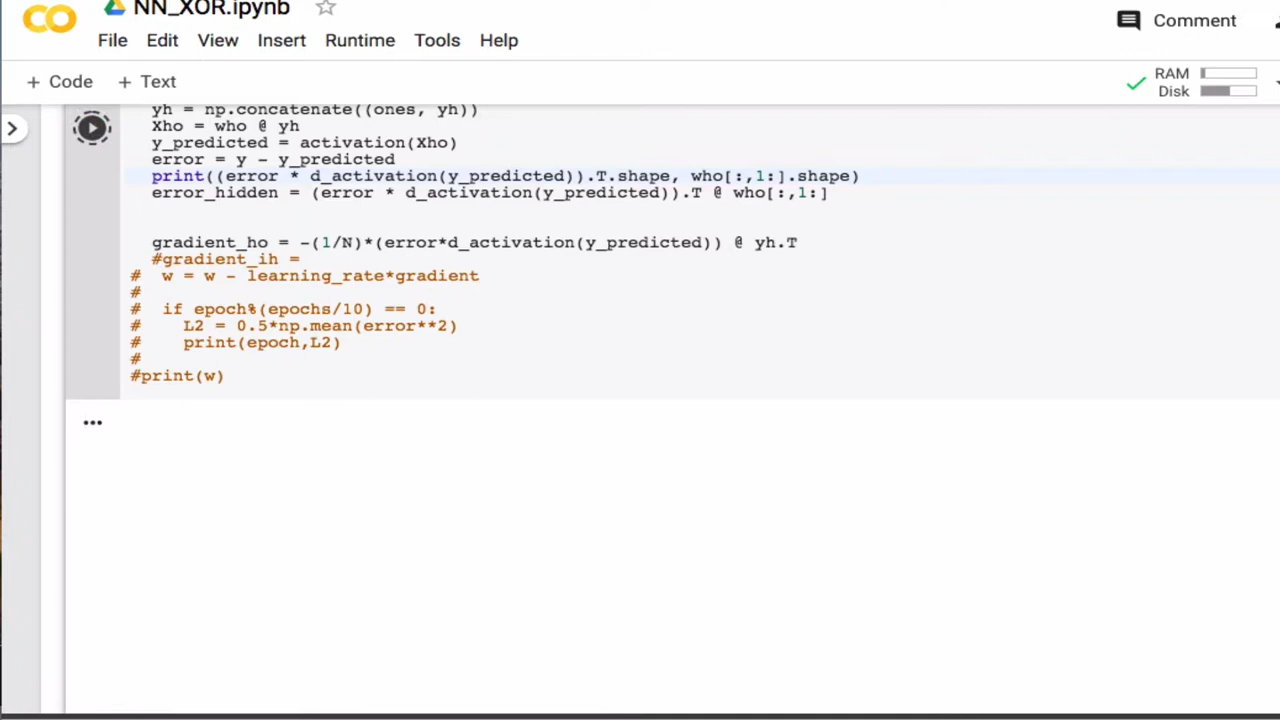 NN_XOR.ipynb
File Edit View Insert Runtime Tools Help
Comment
+ Code + Text
RAM
Disk
yh = np.concatenate((ones, yh))
Xho = who @ yh
y_predicted = activation(Xho)
error = y - y_predicted
print((error * d_activation(y_predicted)).T.shape, who[:,1:].shape)
error_hidden = (error * d_activation(y_predicted)).T @ who[:,1:]
gradient_ho = -(1/N)*(error*d_activation(y_predicted)) @ yh.T
#gradient_ih =
# w = w - learning_rate*gradient
#
# if epoch%(epochs/10) == 0:
# L2 = 0.5*np.mean(error**2)
# print(epoch,L2)
#
#print(w)